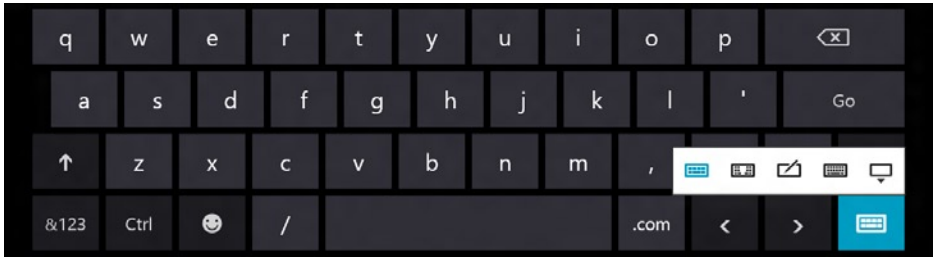 q w e r t y u i o p
a s d f g h j k l ' Go
z x c v b n m ,
&123 Ctrl / .com < >